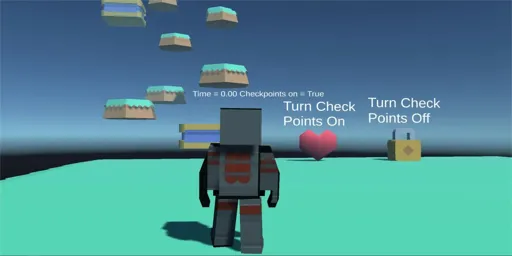 Time = 0.00 Checkpoints on = True
Turn Check
Points On
Turn Check
Points Off